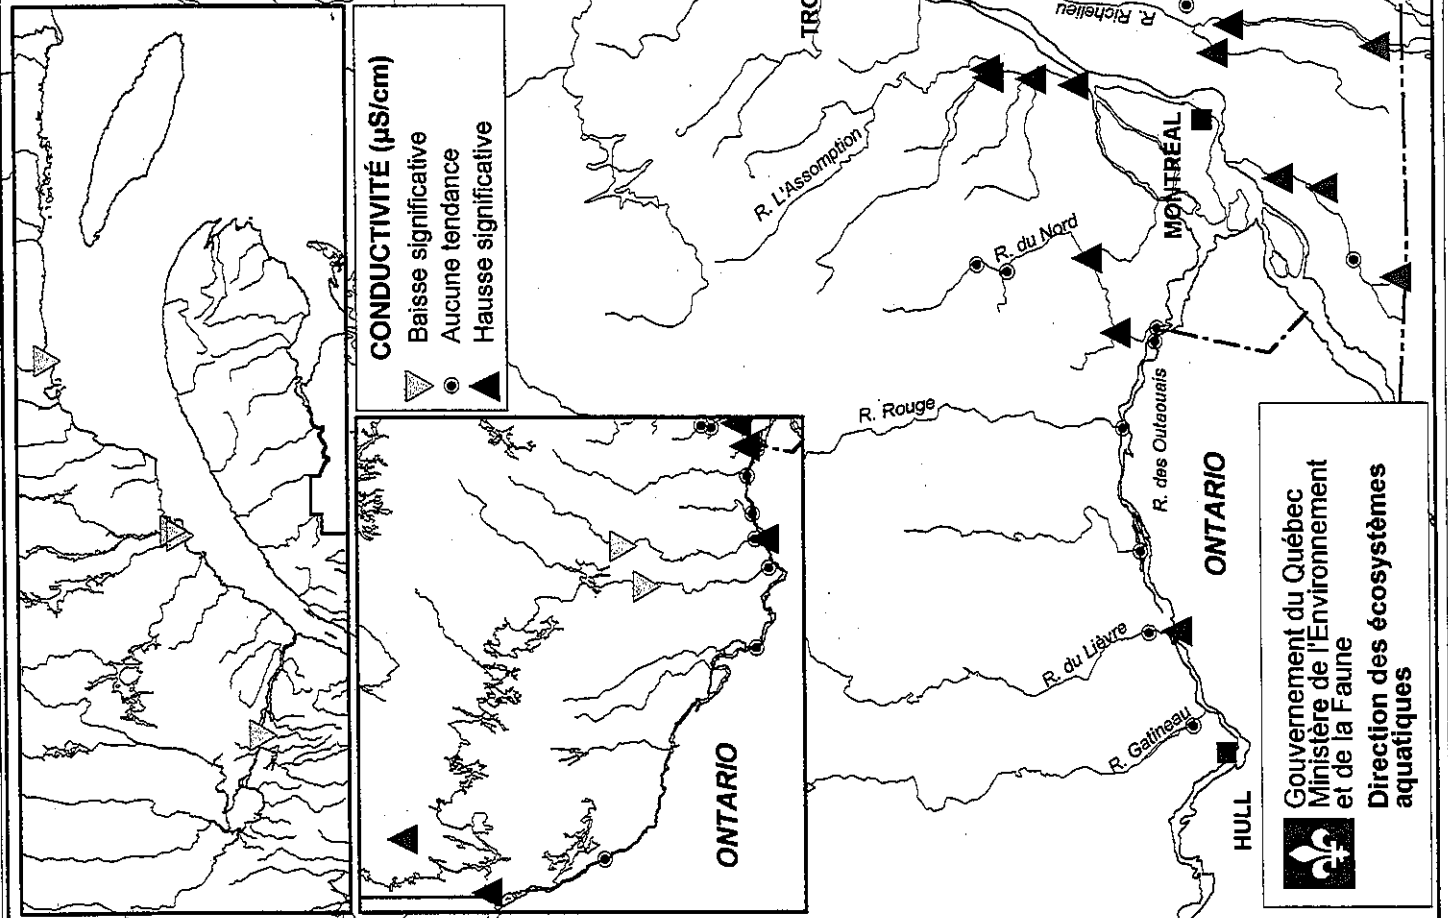 CONDUCTIVITÉ (µS/cm)
Baisse significative
Aucune tendance
Hausse significative
TRO
R. Richelieu
R. L'Assomption
MONTRÉAL
R. du Nord
R. Rouge
R. des Outaouais
ONTARIO
R. du Lièvre
R. Gatineau
HULL
ONTARIO
Gouvernement du Québec
Ministère de l'Environnement
et de la Faune
Direction des écosystèmes
aquatiques